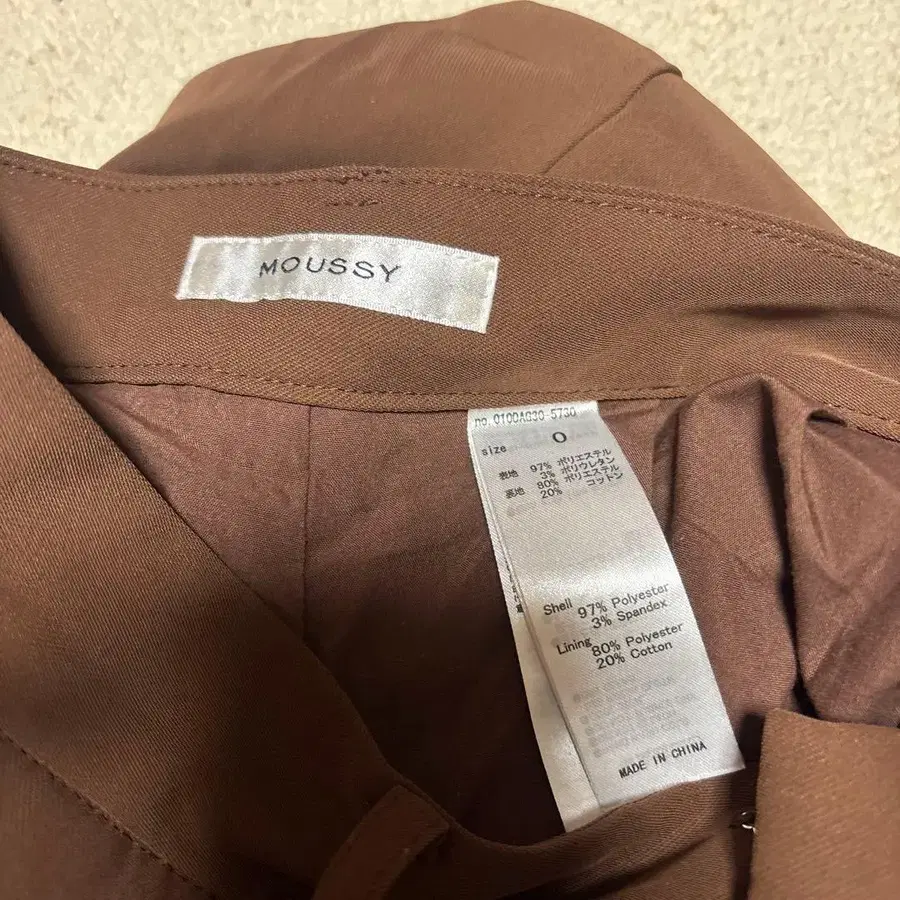 MOUSSY
no. 010DAG30-5730
size 0
表地 97% ポリエステル
3% ポリウレタン
裏地 80% ポリエステル
20% コットン
Shell 97% Polyester
3% Spandex
Lining 80% Polyester
20% Cotton
MADE IN CHINA